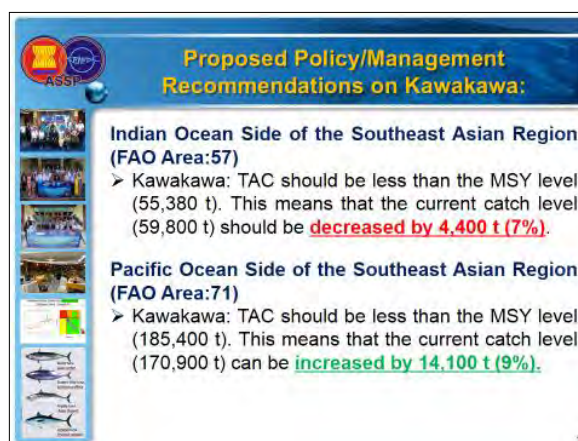 ASSP
Proposed Policy/Management
Recommendations on Kawakawa:
Indian Ocean Side of the Southeast Asian Region
(FAO Area:57)
➢ Kawakawa: TAC should be less than the MSY level
(55,380 t). This means that the current catch level
(59,800 t) should be decreased by 4,400 t (7%).
Pacific Ocean Side of the Southeast Asian Region
(FAO Area:71)
➢ Kawakawa: TAC should be less than the MSY level
(185,400 t). This means that the current catch level
(170,900 t) can be increased by 14,100 t (9%).